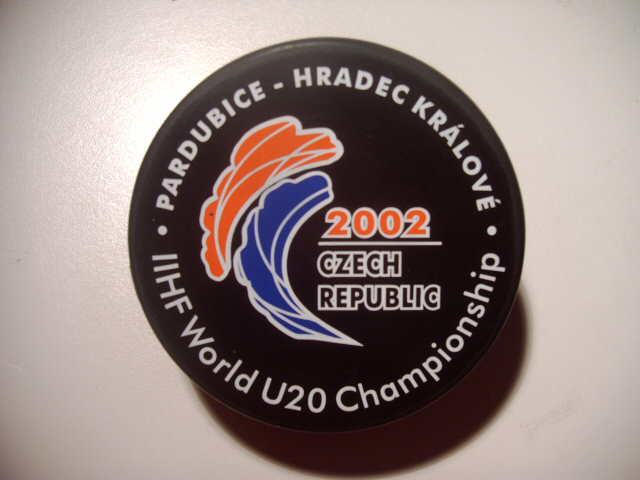 • PARDUBICE - HRADEC KRÁLOVÉ •
2002
CZECH
REPUBLIC
IIHF World U20 Championship